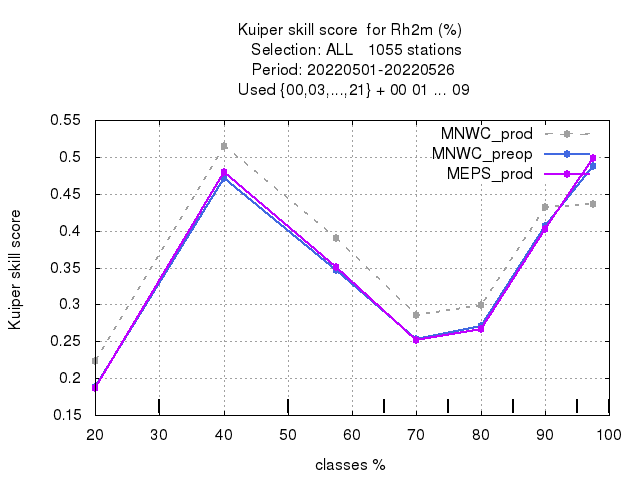 Kuiper skill score  for Rh2m (%)
Selection: ALL   1055 stations
Period: 20220501-20220526
Used {00,03,...,21} + 00 01 ... 09
MNWC_prod
MNWC_preop
MEPS_prod
0.55
0.5
0.45
0.4
0.35
0.3
0.25
0.2
0.15
Kuiper skill score
20 30 40 50 60 70 80 90 100
classes %